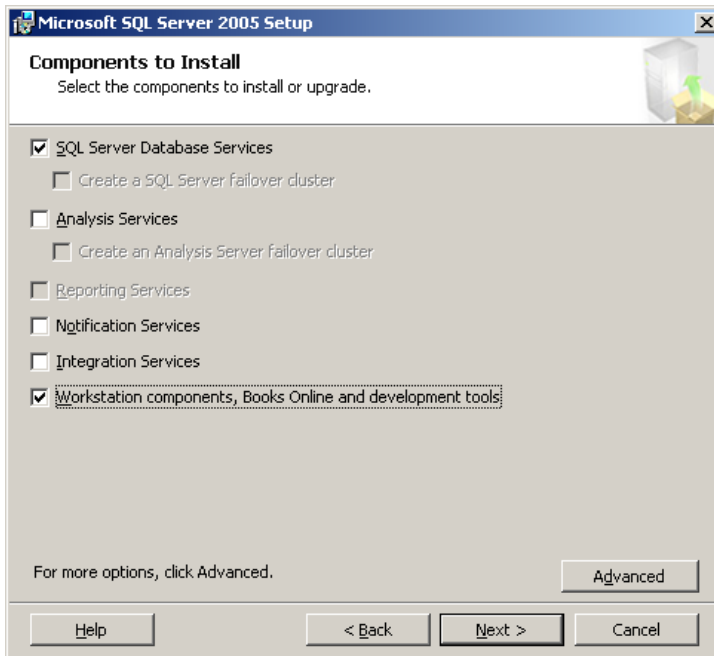 Microsoft SQL Server 2005 Setup
Components to Install
Select the components to install or upgrade.
SQL Server Database Services
Create a SQL Server failover cluster
Analysis Services
Create an Analysis Server failover cluster
Reporting Services
Notification Services
Integration Services
Workstation components, Books Online and development tools
For more options, click Advanced.
Advanced
Help
< Back
Next >
Cancel